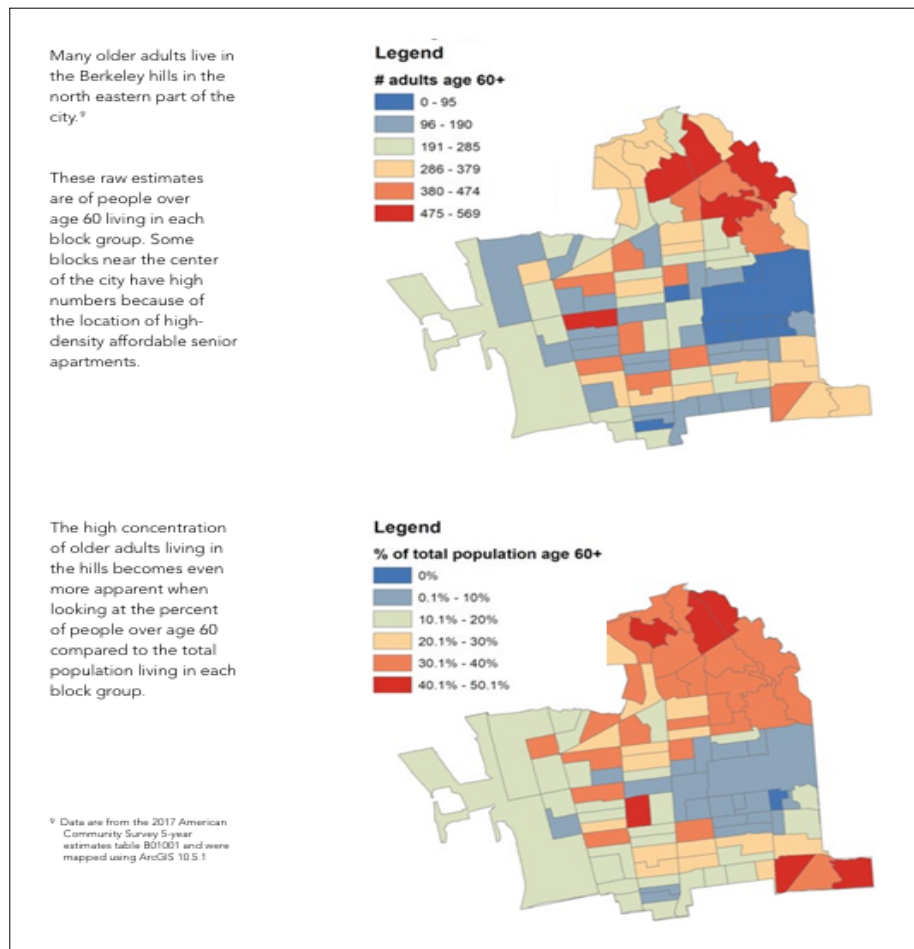 Many older adults live in
the Berkeley hills in the
north eastern part of the
city.⁹
These raw estimates
are of people over
age 60 living in each
block group. Some
blocks near the center
of the city have high
numbers because of
the location of high-
density affordable senior
apartments.
Legend
# adults age 60+
0 - 95
96 - 190
191 - 285
286 - 379
380 - 474
475 - 569
The high concentration
of older adults living in
the hills becomes even
more apparent when
looking at the percent
of people over age 60
compared to the total
population living in each
block group.
Legend
% of total population age 60+
0%
0.1% - 10%
10.1% - 20%
20.1% - 30%
30.1% - 40%
40.1% - 50.1%
⁹ Data are from the 2017 American
Community Survey 5-year
estimates table B01001 and were
mapped using ArcGIS 10.5.1